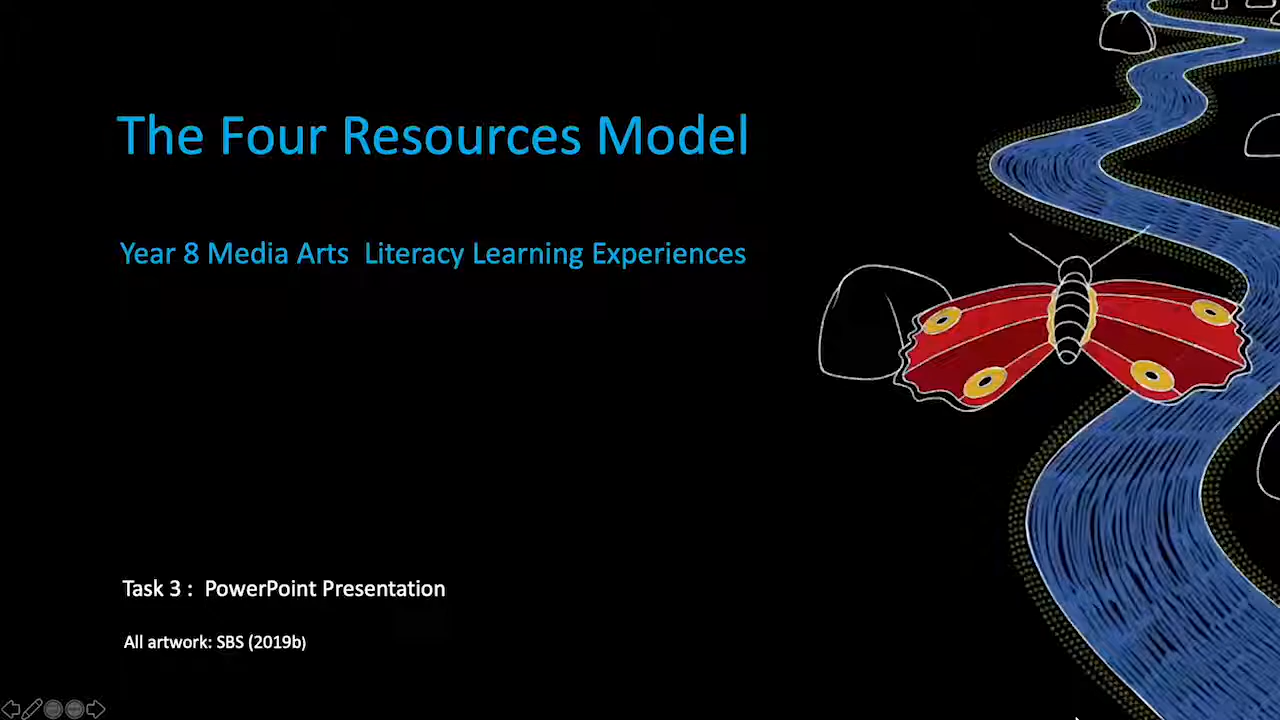 The Four Resources Model
Year 8 Media Arts  Literacy Learning Experiences
Task 3 :  PowerPoint Presentation
All artwork: SBS (2019b)